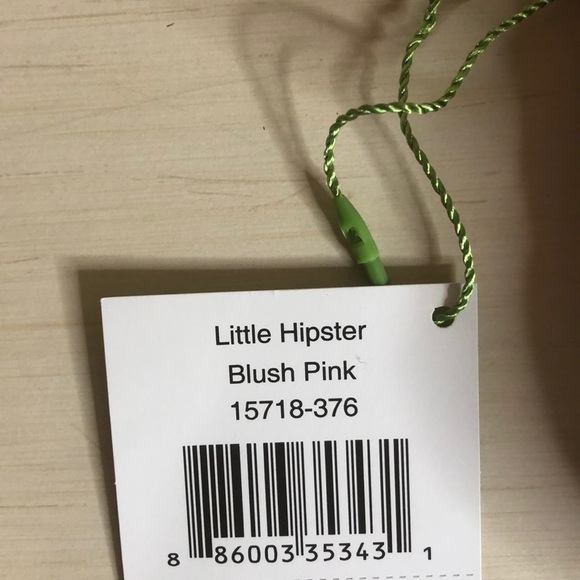 Little Hipster
Blush Pink
15718-376
8 86003 35343 1